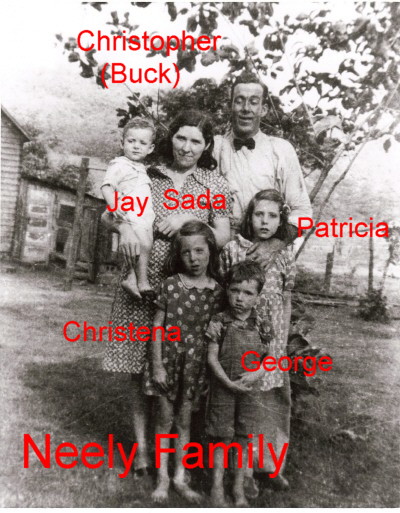 Christopher
(Buck)
Jay
Sada
Patricia
Christena
George
Neely Family